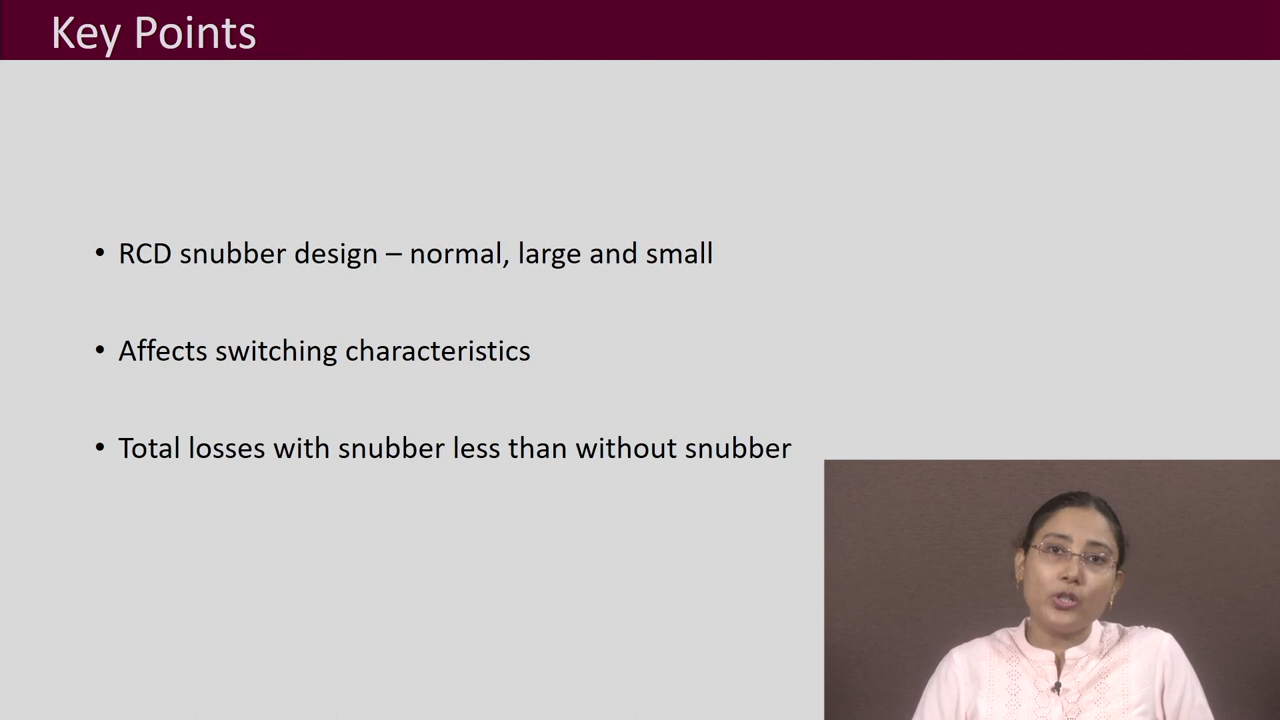 Key Points
• RCD snubber design – normal, large and small
• Affects switching characteristics
• Total losses with snubber less than without snubber